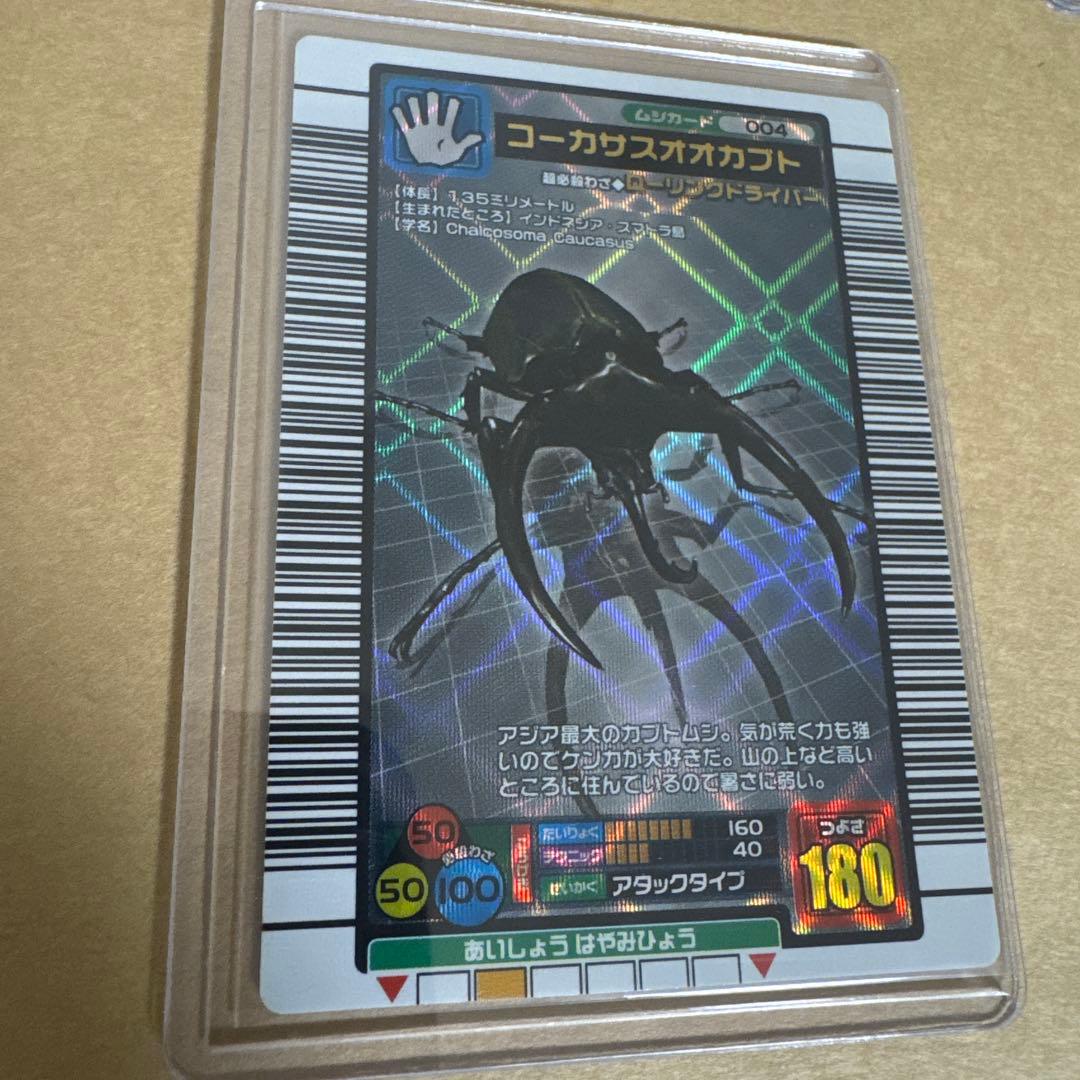 ムシカード 004
コーカサスオオカブト
超必殺わざ◆ローリングドライバー
【体長】135ミリメートル
【生まれたところ】インドネシア・スマトラ島
【学名】Chalcosoma Caucasus
アジア最大のカブトムシ。気が荒く力も強
いのでケンカが大好きだ。山の上など高い
ところに住んでいるので暑さに弱い。
50
必殺わざ
50 100
たいりょく 160
テクニック 40
せいかく アタックタイプ
つよさ
180
あいしょうはやみひょう